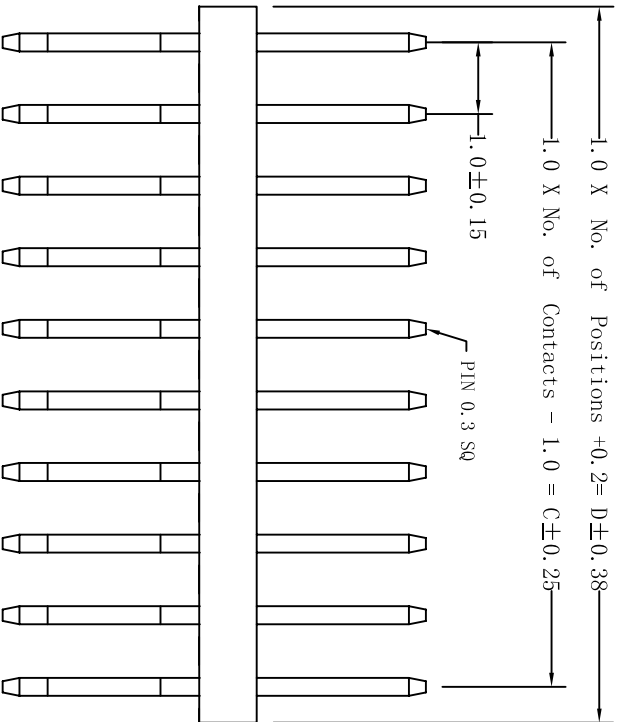 1.0 X No. of Positions +0.2= D±0.38
1.0 X No. of Contacts - 1.0 = C±0.25
1.0±0.15
PIN 0.3 SQ